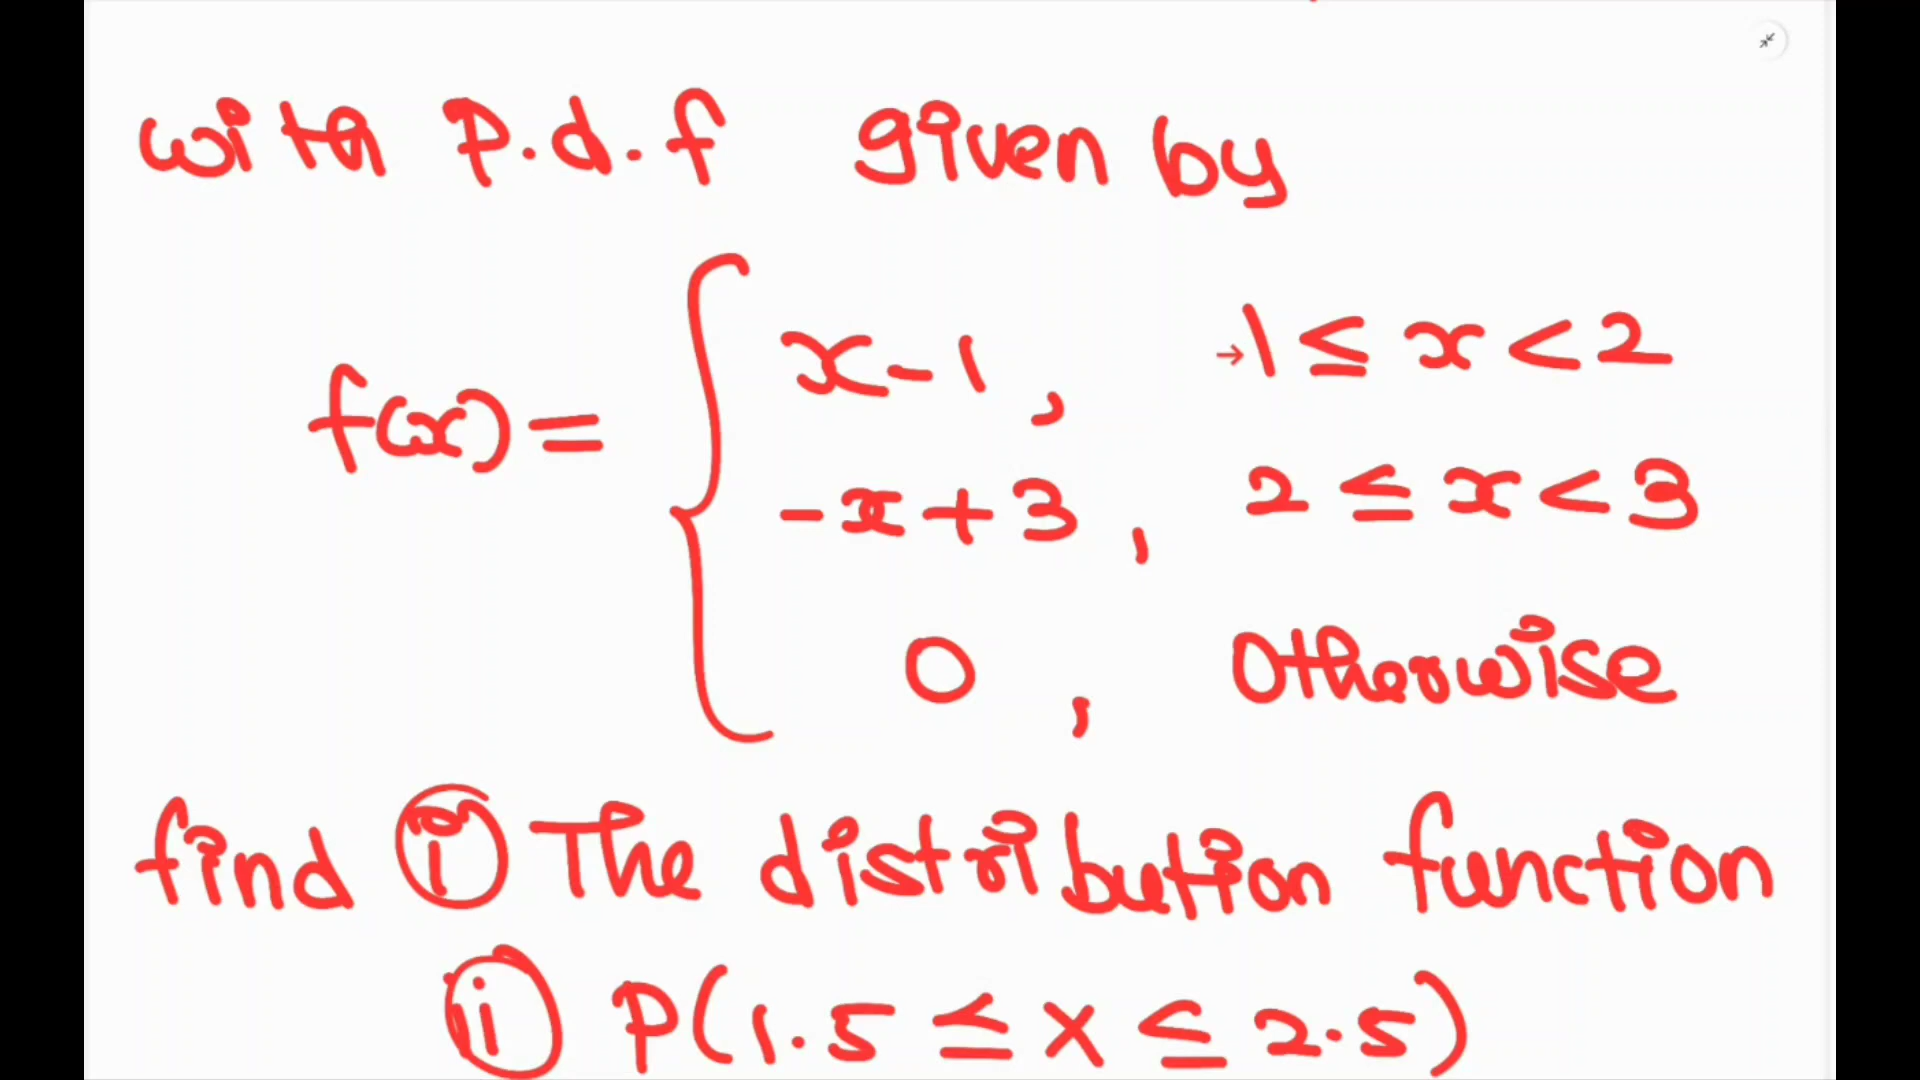 with p.d.f given by
f(x) = { x-1 , 1 ≤ x < 2
-x+3 , 2 ≤ x < 3
0 , Otherwise
find (i) The distribution function
(ii) P(1.5 ≤ x ≤ 2.5)